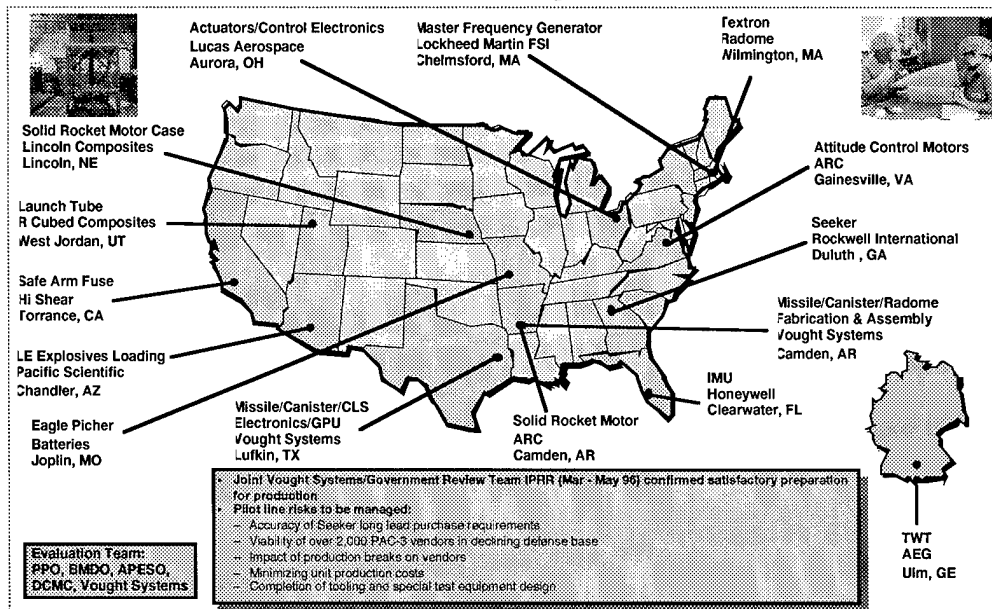 Actuators/Control Electronics
Lucas Aerospace
Aurora, OH
Master Frequency Generator
Lockheed Martin FSI
Chelmsford, MA
Textron
Radome
Wilmington, MA
Solid Rocket Motor Case
Lincoln Composites
Lincoln, NE
Attitude Control Motors
ARC
Gainesville, VA
Launch Tube
R Cubed Composites
West Jordan, UT
Seeker
Rockwell International
Duluth , GA
Safe Arm Fuse
Hi Shear
Torrance, CA
Missile/Canister/Radome
Fabrication & Assembly
Vought Systems
Camden, AR
LE Explosives Loading
Pacific Scientific
Chandler, AZ
IMU
Honeywell
Clearwater, FL
Eagle Picher
Batteries
Joplin, MO
Missile/Canister/CLS
Electronics/GPU
Vought Systems
Lufkin, TX
Solid Rocket Motor
ARC
Camden, AR
• Joint Vought Systems/Government Review Team IPRR (Mar - May 96) confirmed satisfactory preparation
for production
• Pilot line risks to be managed:
– Accuracy of Seeker long lead purchase requirements
– Viability of over 2,000 PAC-3 vendors in declining defense base
– Impact of production breaks on vendors
– Minimizing unit production costs
– Completion of tooling and special test equipment design
Evaluation Team:
PPO, BMDO, APESO,
DCMC, Vought Systems
TWT
AEG
Ulm, GE